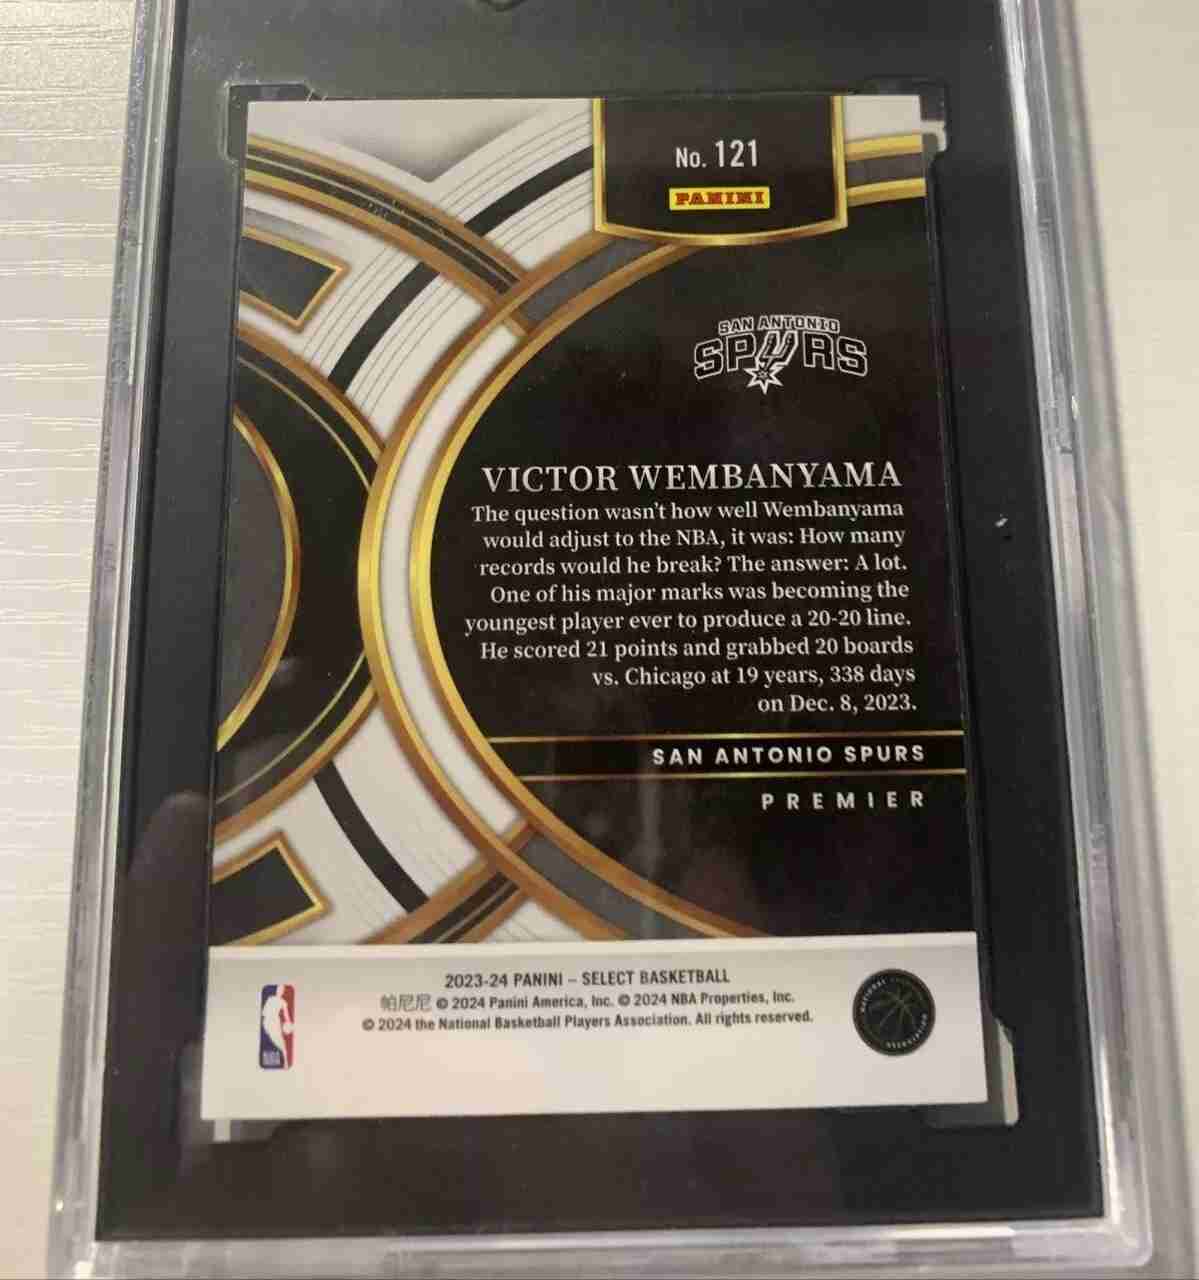 No. 121
PANINI
SAN ANTONIO
SPURS
VICTOR WEMBANYAMA
The question wasn't how well Wembanyama
would adjust to the NBA, it was: How many
records would he break? The answer: A lot.
One of his major marks was becoming the
youngest player ever to produce a 20-20 line.
He scored 21 points and grabbed 20 boards
vs. Chicago at 19 years, 338 days
on Dec. 8, 2023.
SAN ANTONIO SPURS
PREMIER
2023-24 PANINI – SELECT BASKETBALL
帕尼尼 © 2024 Panini America, Inc. © 2024 NBA Properties, Inc.
© 2024 the National Basketball Players Association. All rights reserved.
NBA
NATIONAL